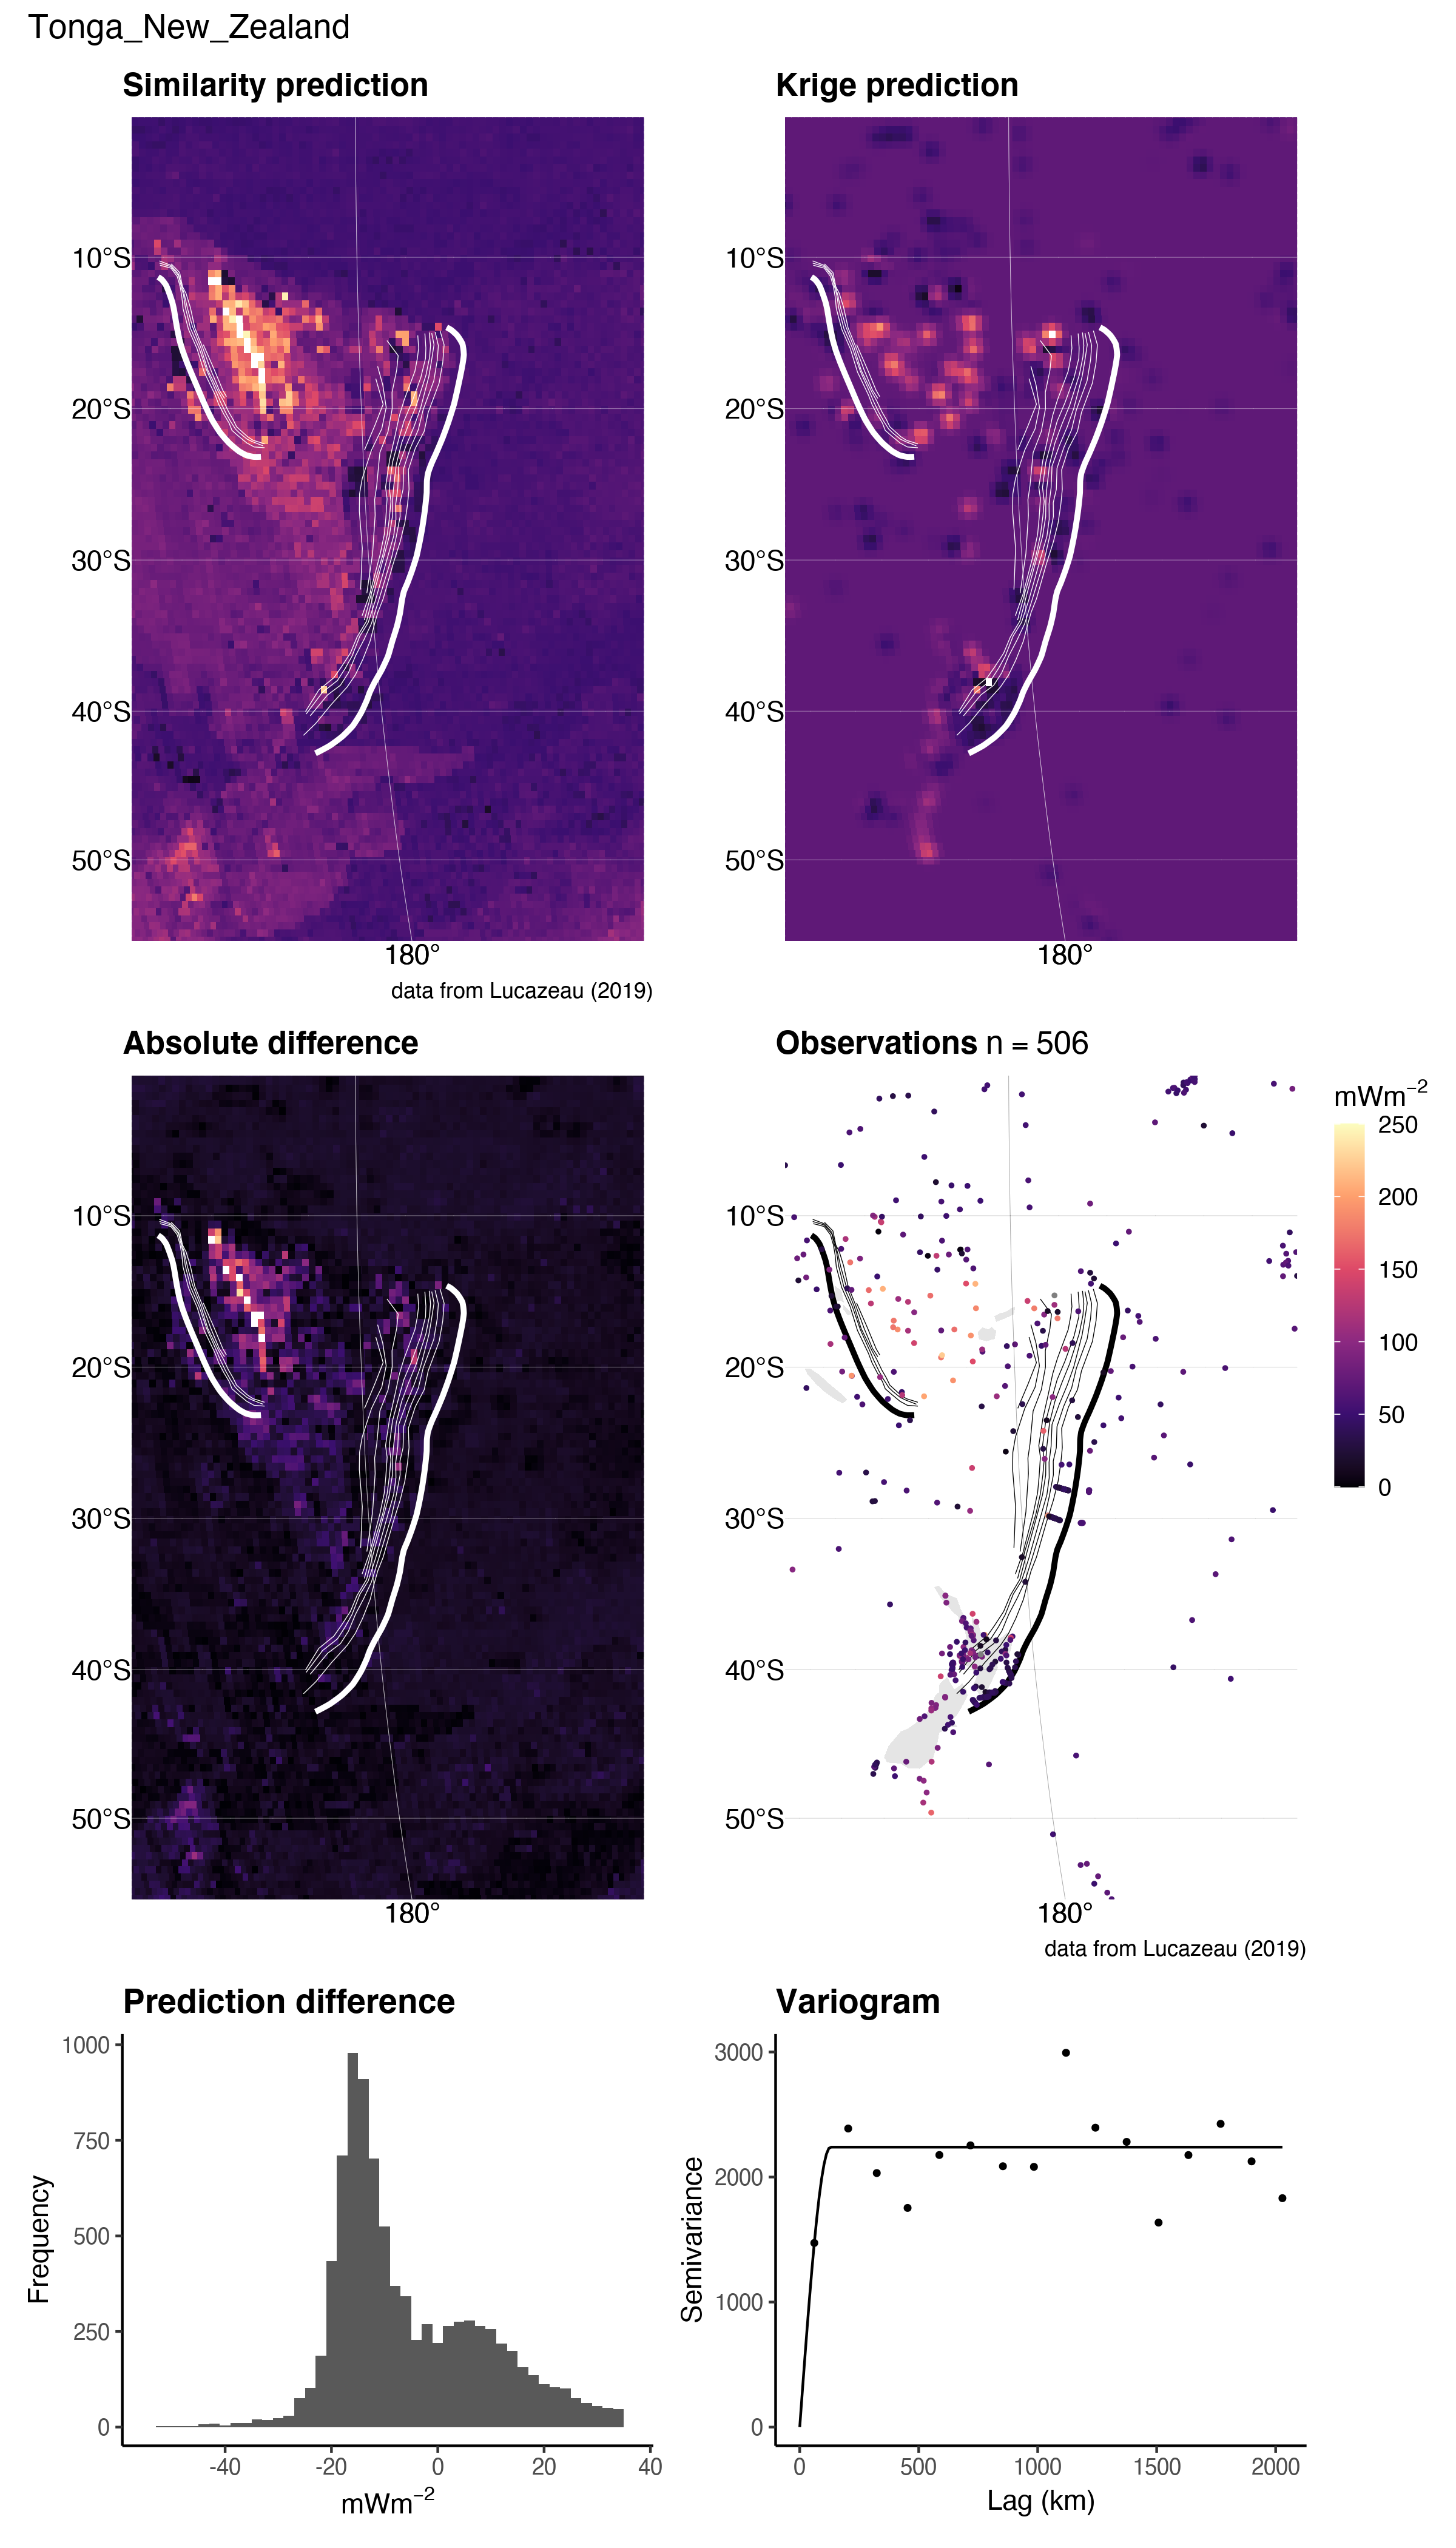 Tonga_New_Zealand
Similarity prediction
Krige prediction
10°S
20°S
30°S
40°S
50°S
180°
10°S
20°S
30°S
40°S
50°S
180°
data from Lucazeau (2019)
Absolute difference
Observations n = 506
10°S
20°S
30°S
40°S
50°S
180°
10°S
20°S
30°S
40°S
50°S
180°
mWm⁻²
250
200
150
100
50
0
data from Lucazeau (2019)
Prediction difference
Variogram
Frequency
1000
750
500
250
0
-40
-20
0
20
40
mWm⁻²
Semivariance
3000
2000
1000
0
0
500
1000
1500
2000
Lag (km)